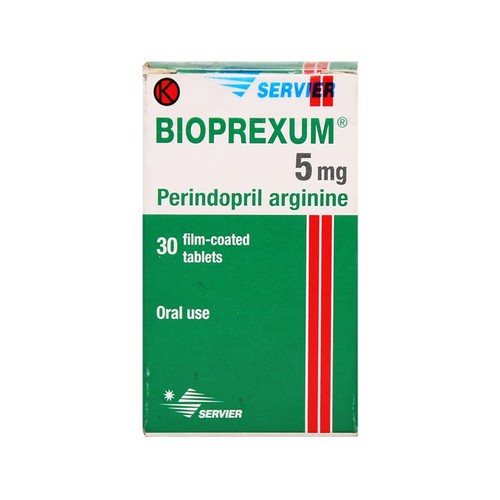 K
SERVIER
BIOPREXUM®
5 mg
Perindopril arginine
30 film-coated
tablets
Oral use
SERVIER